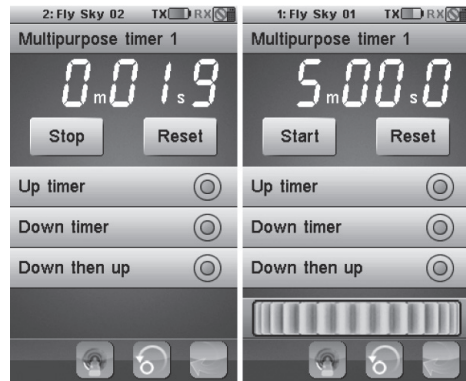 2: Fly Sky 02 TX RX
Multipurpose timer 1
0m01s9
Stop Reset
Up timer
Down timer
Down then up
1: Fly Sky 01 TX RX
Multipurpose timer 1
5m00s0
Start Reset
Up timer
Down timer
Down then up